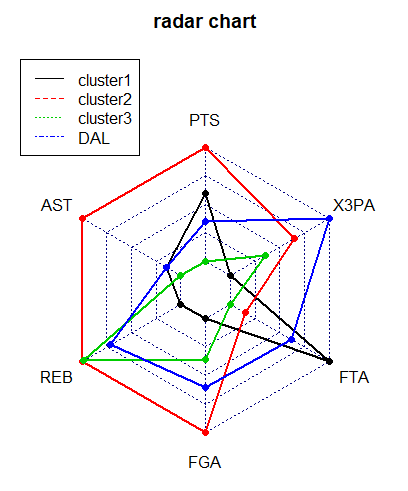 radar chart
cluster1
cluster2
cluster3
DAL
PTS
AST
X3PA
REB
FTA
FGA